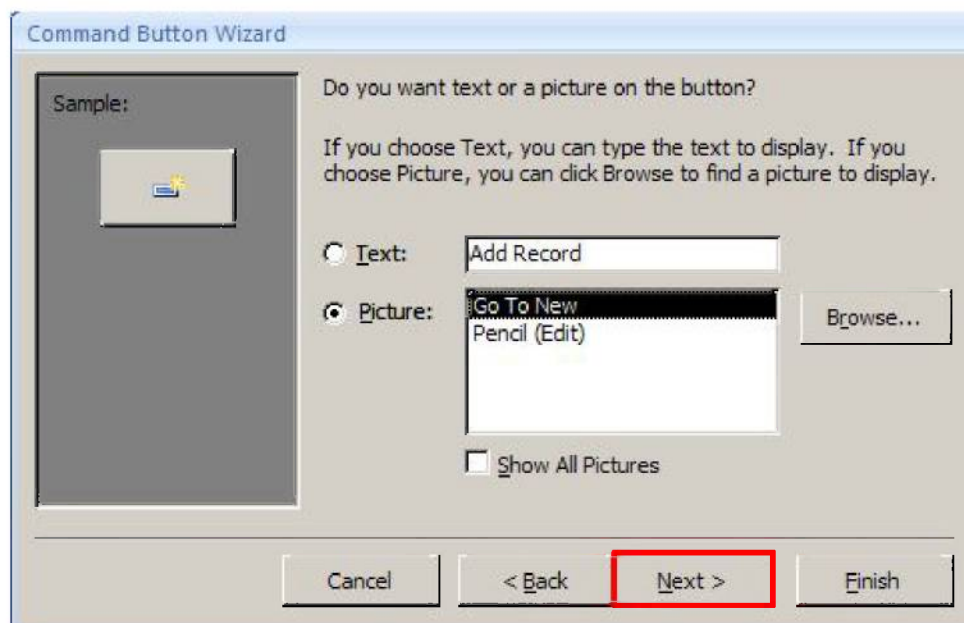 Command Button Wizard
Sample:
Do you want text or a picture on the button?
If you choose Text, you can type the text to display.  If you
choose Picture, you can click Browse to find a picture to display.
Text:
Add Record
Picture:
Go To New
Pencil (Edit)
Browse...
Show All Pictures
Cancel
< Back
Next >
Finish